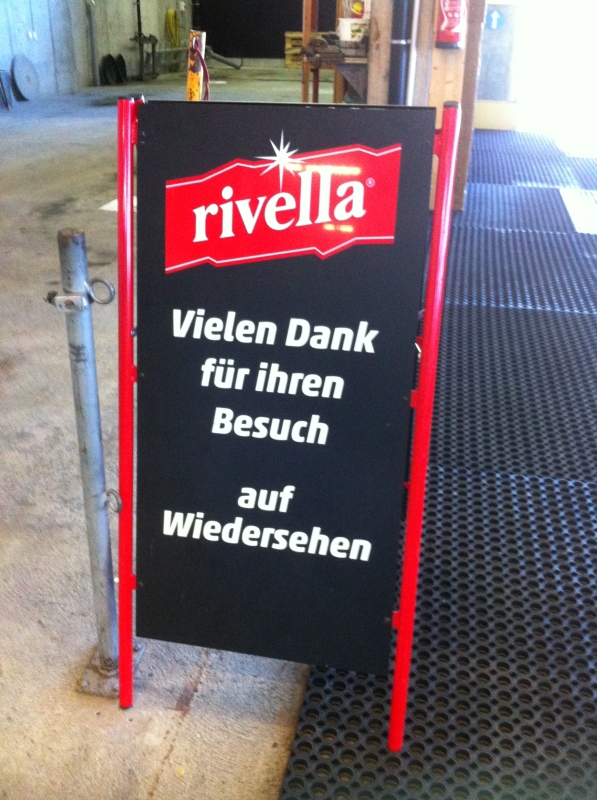 rivella®
Vielen Dank
für ihren
Besuch
auf
Wiedersehen